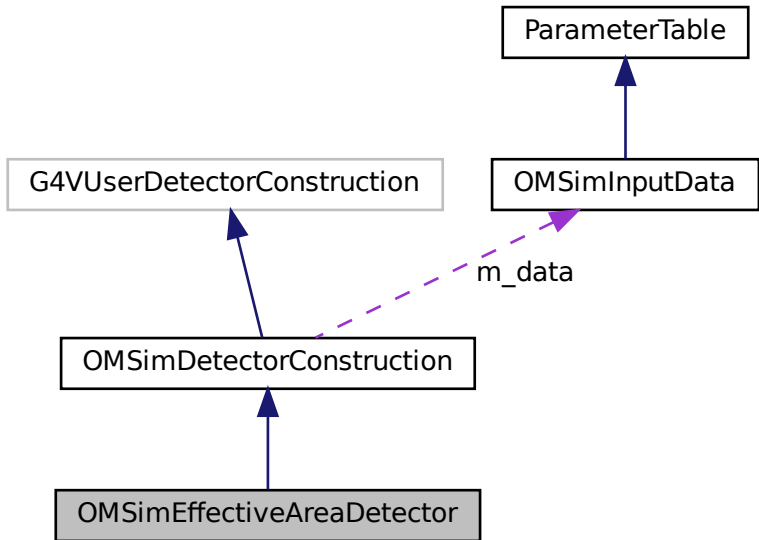 ParameterTable
G4VUserDetectorConstruction
OMSimInputData
m_data
OMSimDetectorConstruction
OMSimEffectiveAreaDetector